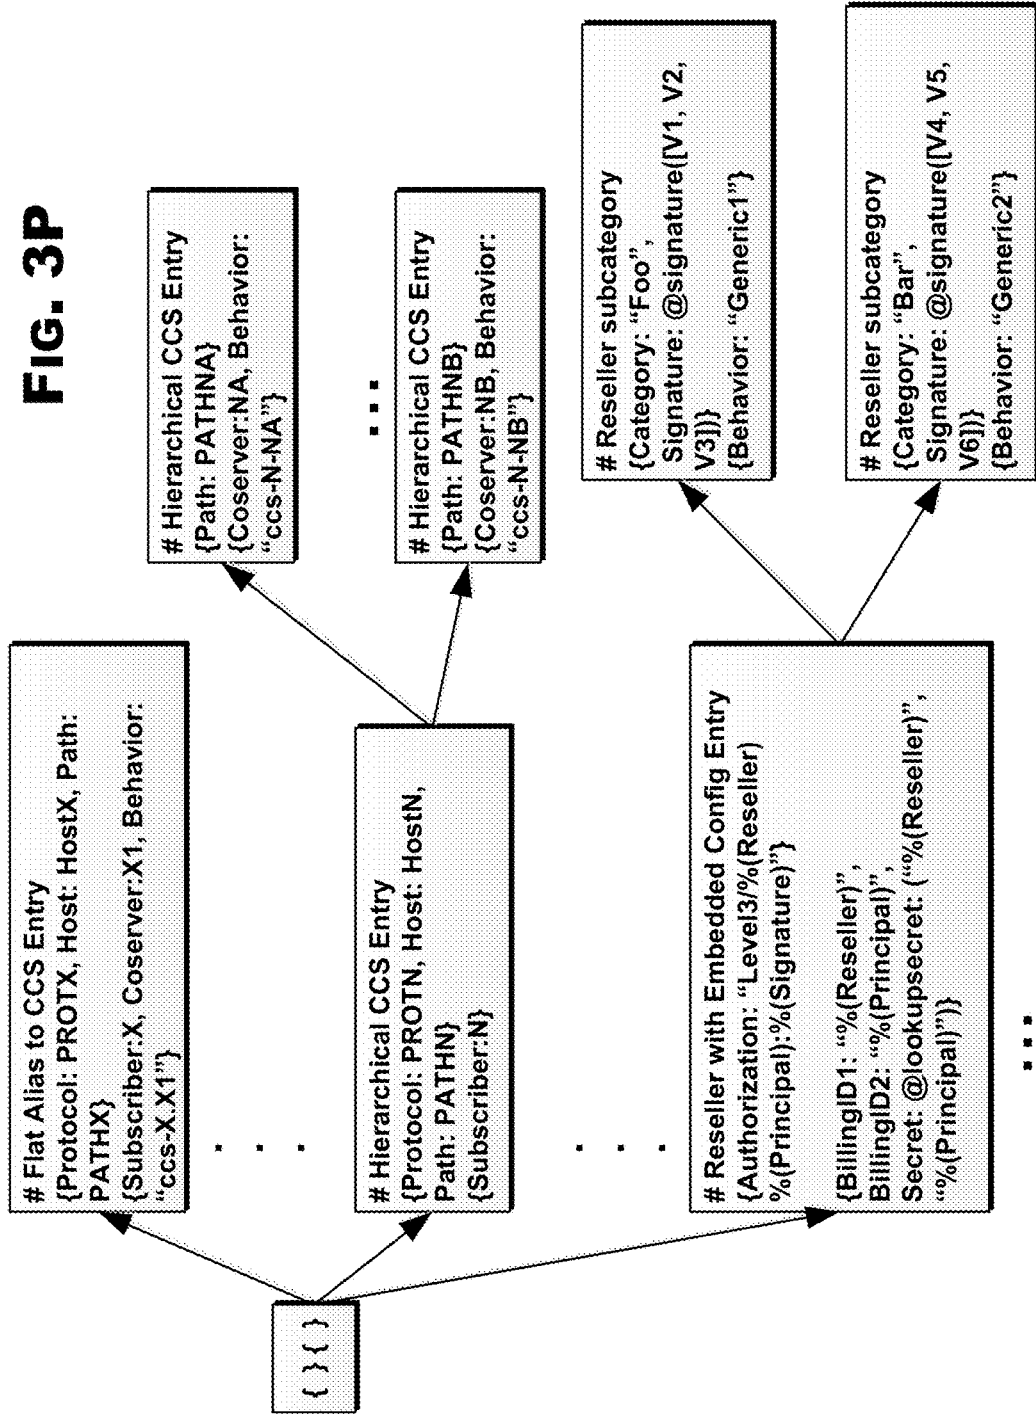 FIG. 3P
{ } { }
# Flat Alias to CCS Entry
{Protocol: PROTX, Host: HostX, Path:
PATHX}
{Subscriber:X, Coserver:X1, Behavior:
“ccs-X.X1”}
# Hierarchical CCS Entry
{Protocol: PROTN, Host: HostN,
Path: PATHN}
{Subscriber:N}
# Hierarchical CCS Entry
{Path: PATHNA}
{Coserver:NA, Behavior:
“ccs-N-NA”}
# Hierarchical CCS Entry
{Path: PATHNB}
{Coserver:NB, Behavior:
“ccs-N-NB”}
# Reseller with Embedded Config Entry
{Authorization: “Level3/%(Reseller)
%(Principal):%(Signature)”}
{BillingID1: “%(Reseller)”,
BillingID2: “%(Principal)”,
Secret: @lookupsecret: (“%(Reseller)”,
“%(Principal)”)}
# Reseller subcategory
{Category: “Foo”,
Signature: @signature([V1, V2,
V3])}
{Behavior: “Generic1”}
# Reseller subcategory
{Category: “Bar”,
Signature: @signature([V4, V5,
V6])}
{Behavior: “Generic2”}